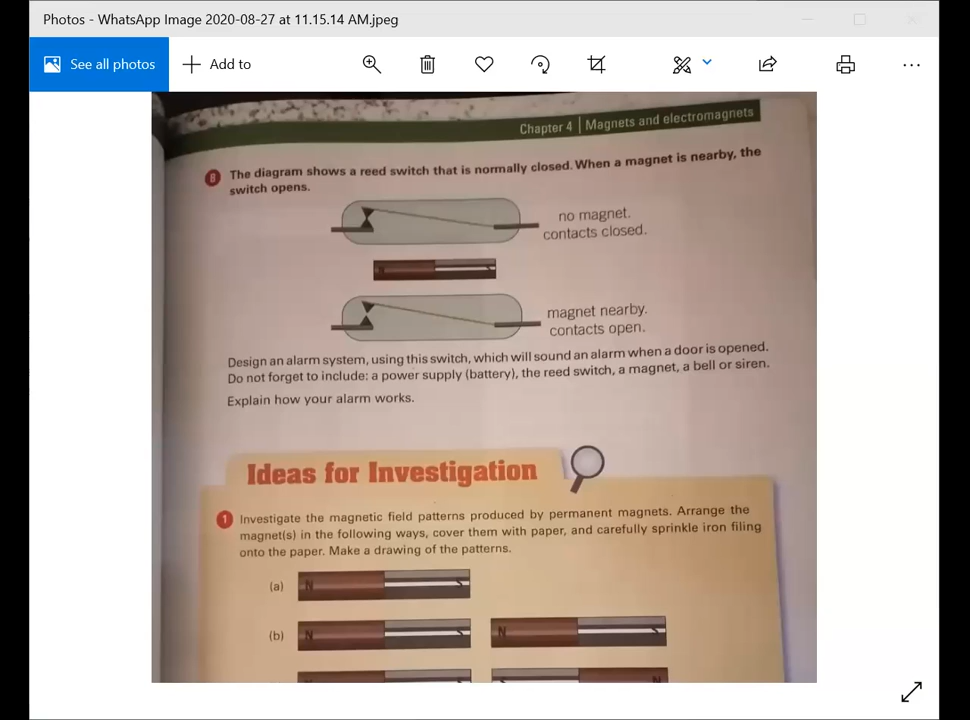 Photos - WhatsApp Image 2020-08-27 at 11.15.14 AM.jpeg
See all photos
Add to
Chapter 4 | Magnets and electromagnets
8 The diagram shows a reed switch that is normally closed. When a magnet is nearby, the
switch opens.
no magnet.
contacts closed.
N S
magnet nearby.
contacts open.
Design an alarm system, using this switch, which will sound an alarm when a door is opened.
Do not forget to include: a power supply (battery), the reed switch, a magnet, a bell or siren.
Explain how your alarm works.
Ideas for Investigation
1 Investigate the magnetic field patterns produced by permanent magnets. Arrange the
magnet(s) in the following ways, cover them with paper, and carefully sprinkle iron filing
onto the paper. Make a drawing of the patterns.
(a) N S
(b) N S N S
N S S N